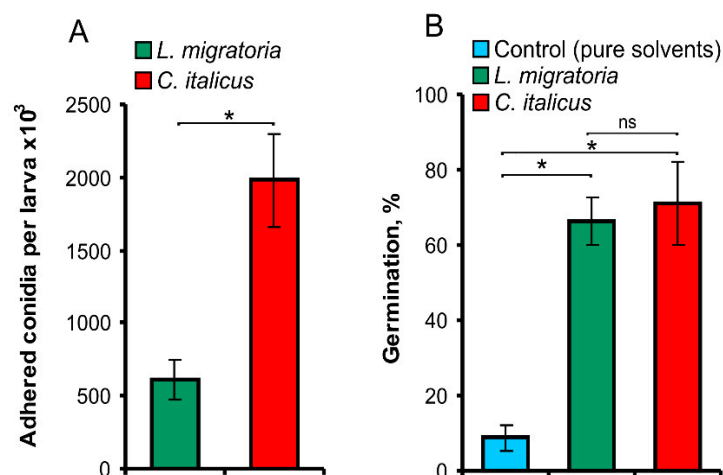 A
L. migratoria
C. italicus
Adhered conidia per larva x10³
2500
2000
1500
1000
500
0
*
B
Control (pure solvents)
L. migratoria
C. italicus
Germination, %
100
80
60
40
20
0
ns
*
*